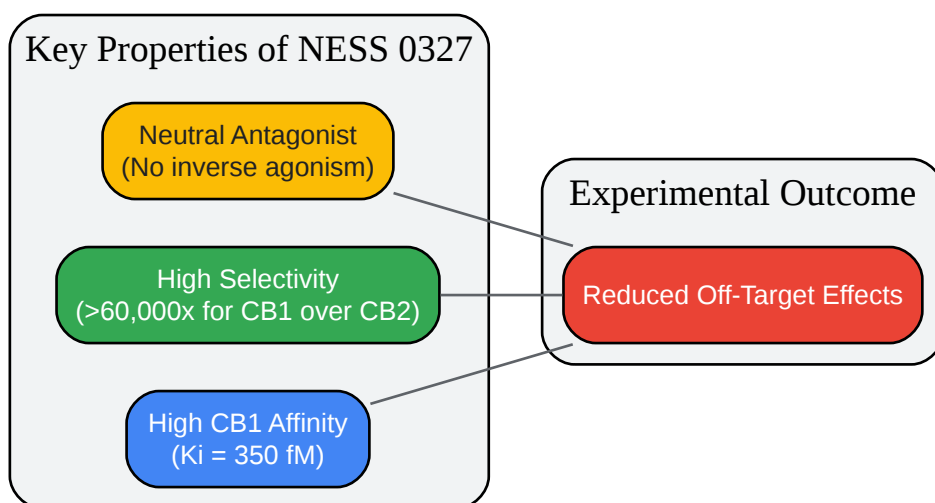 Key Properties of NESS 0327
Neutral Antagonist
(No inverse agonism)
High Selectivity
(>60,000x for CB1 over CB2)
High CB1 Affinity
(Ki = 350 fM)
Experimental Outcome
Reduced Off-Target Effects